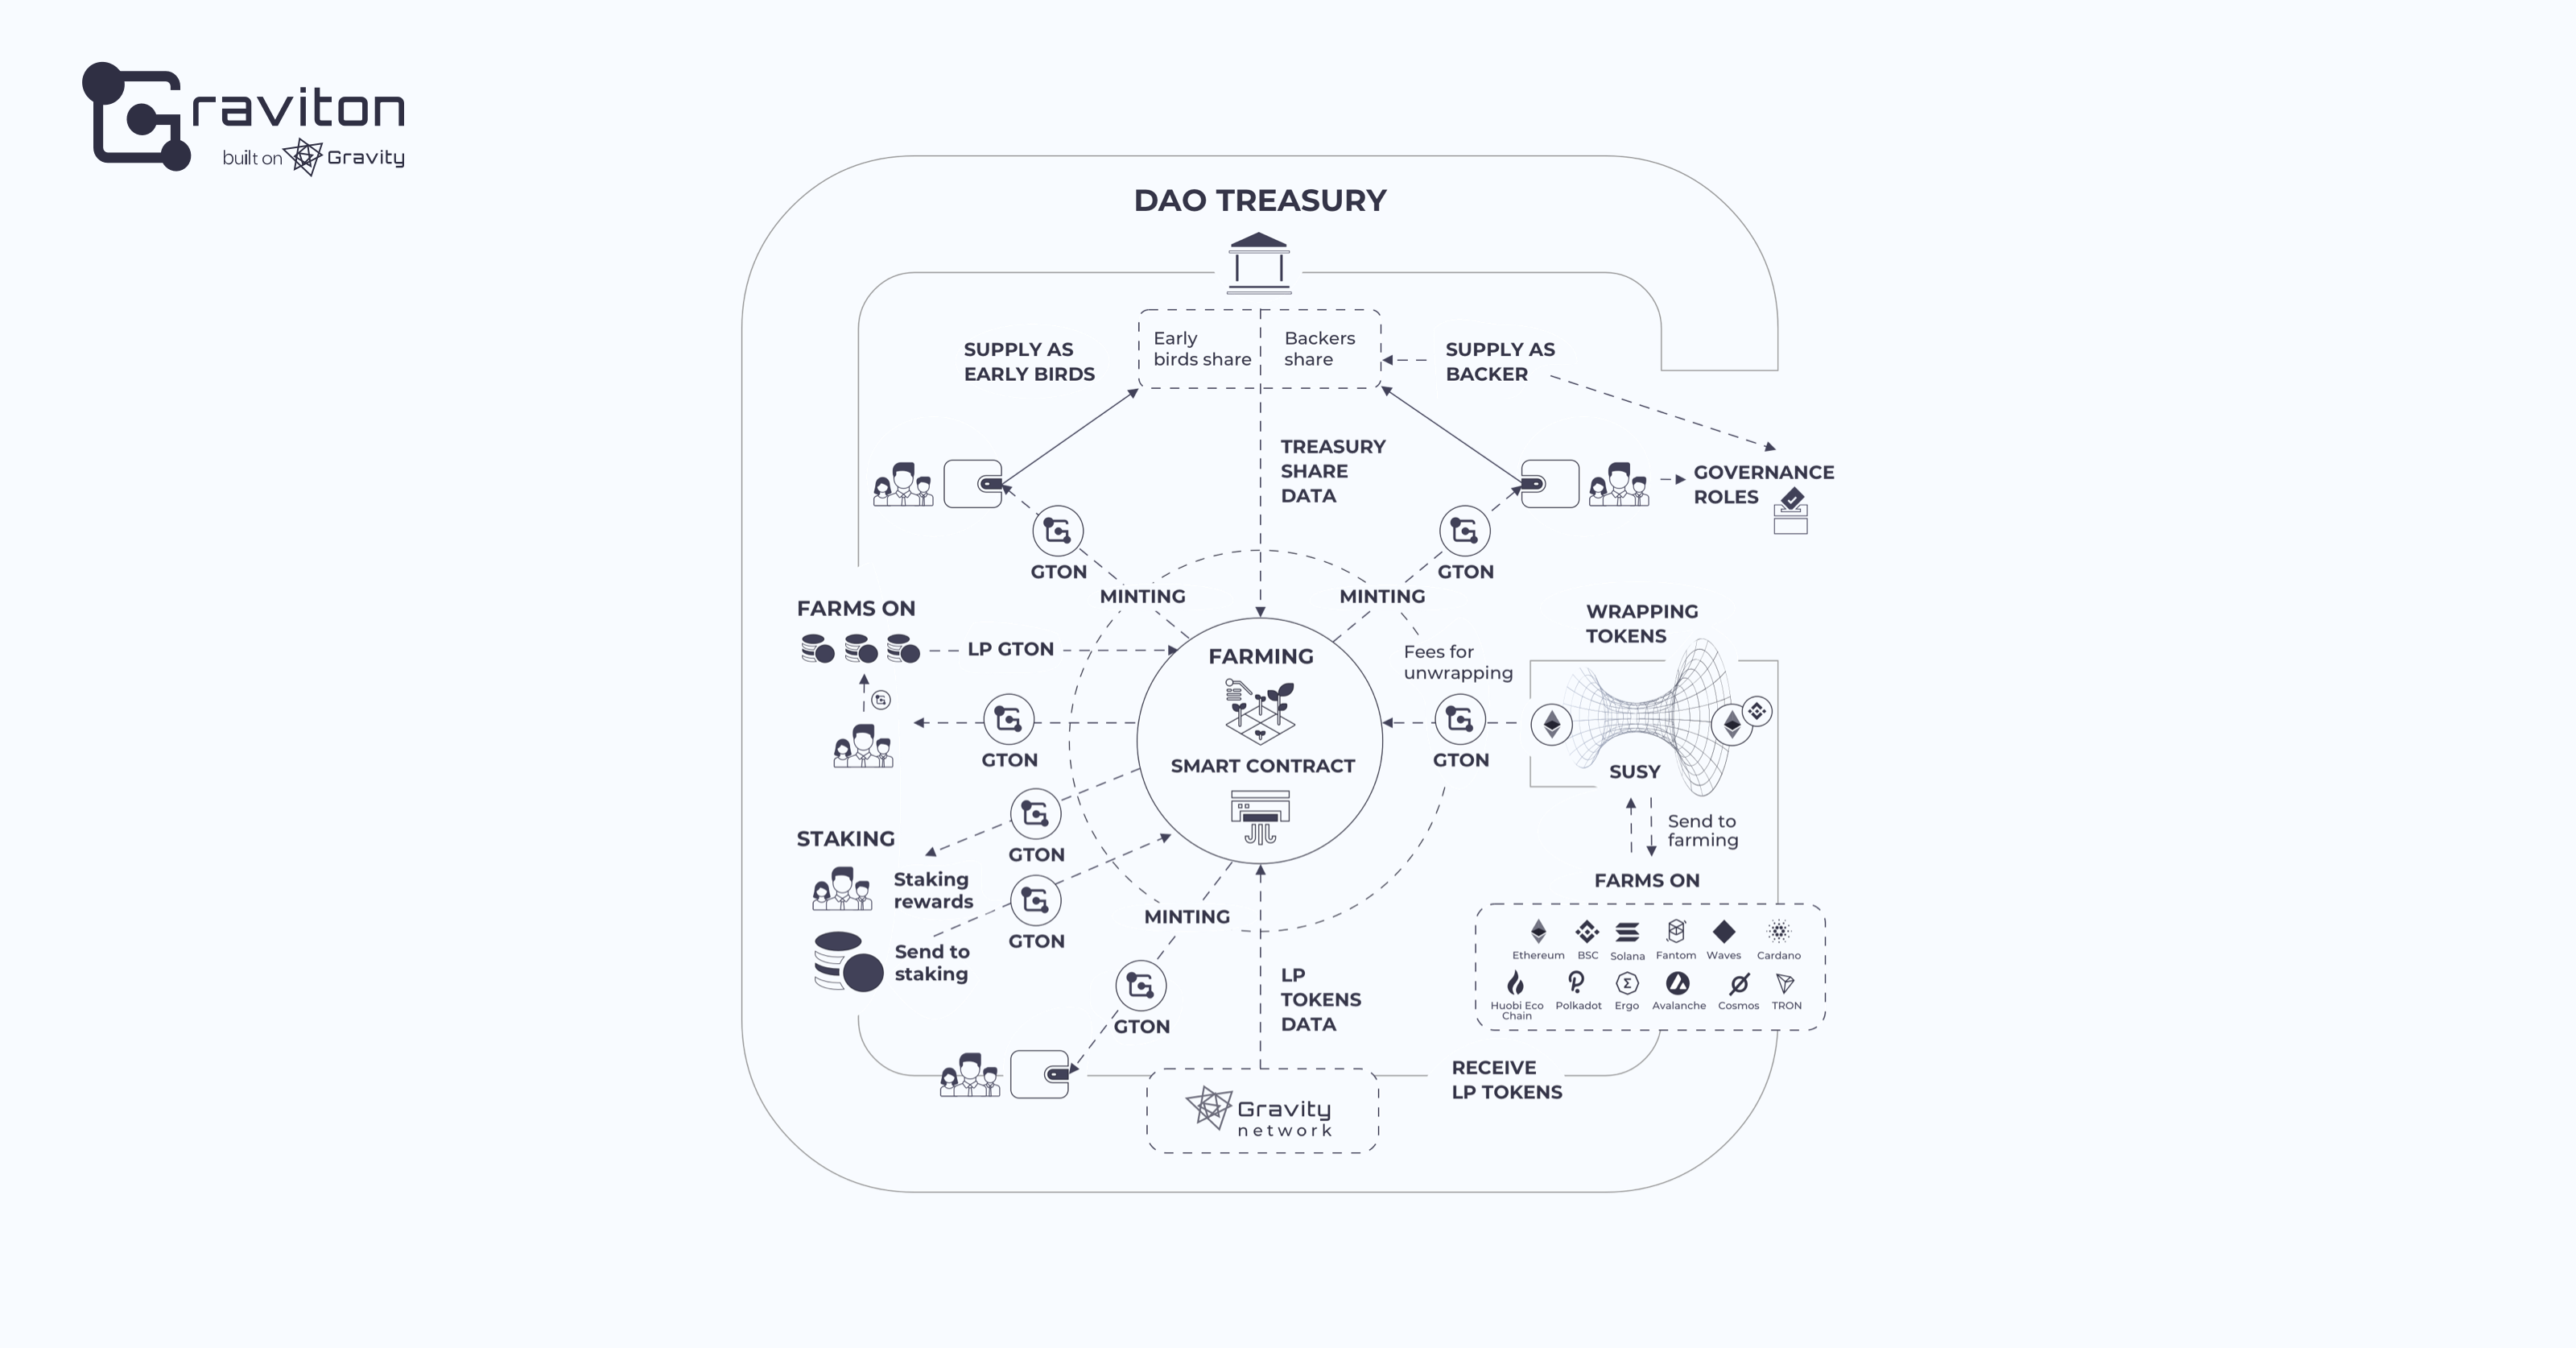 Graviton
built on Gravity
DAO TREASURY
Early
birds share
Backers
share
SUPPLY AS
EARLY BIRDS
SUPPLY AS
BACKER
TREASURY
SHARE
DATA
GOVERNANCE
ROLES
GTON
GTON
MINTING
MINTING
FARMS ON
LP GTON
WRAPPING
TOKENS
FARMING
Fees for
unwrapping
GTON
GTON
SMART CONTRACT
SUSY
Send to
farming
STAKING
GTON
Staking
rewards
GTON
Send to
staking
MINTING
FARMS ON
Ethereum BSC Solana Fantom Waves Cardano
Huobi Eco
Chain
Polkadot Ergo Avalanche Cosmos TRON
GTON
LP
TOKENS
DATA
RECEIVE
LP TOKENS
Gravity
network